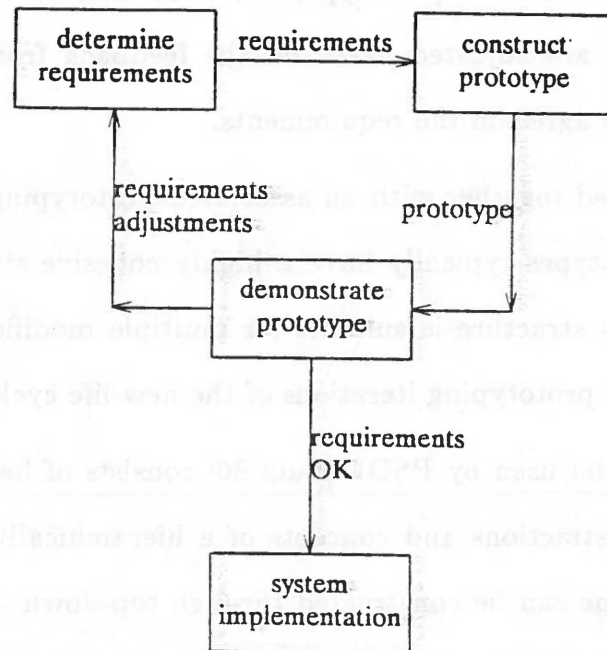 determine
requirements
requirements
construct
prototype
requirements
adjustments
prototype
demonstrate
prototype
requirements
OK
system
implementation